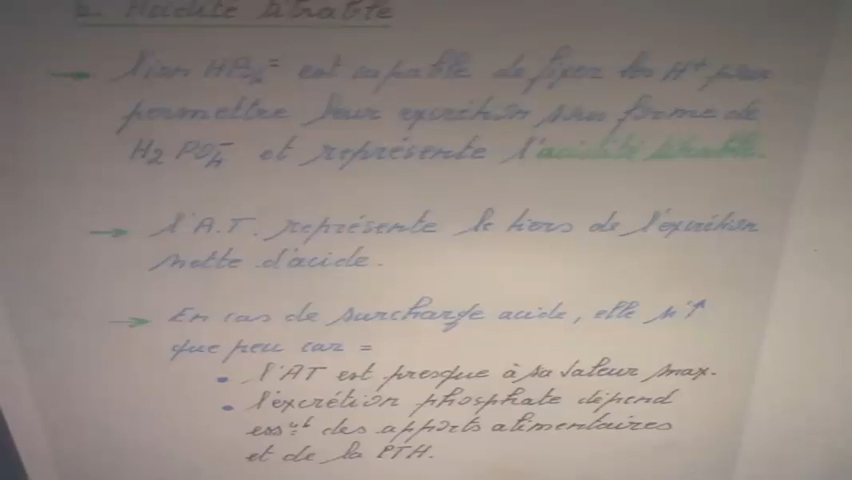 2. Acidité titrable
→ l'ion HPO₄= est capable de fixer les H⁺ pour
permettre leur excrétion sous forme de
H₂PO₄⁻ et représente l'acidité titrable.
→ l'A.T. représente le tiers de l'excrétion
nette d'acide.
→ En cas de surcharge acide, elle n'↑
que peu car =
• l'AT est presque à sa valeur max.
• l'excrétion phosphate dépend
ess^nt des apports alimentaires
et de la PTH.